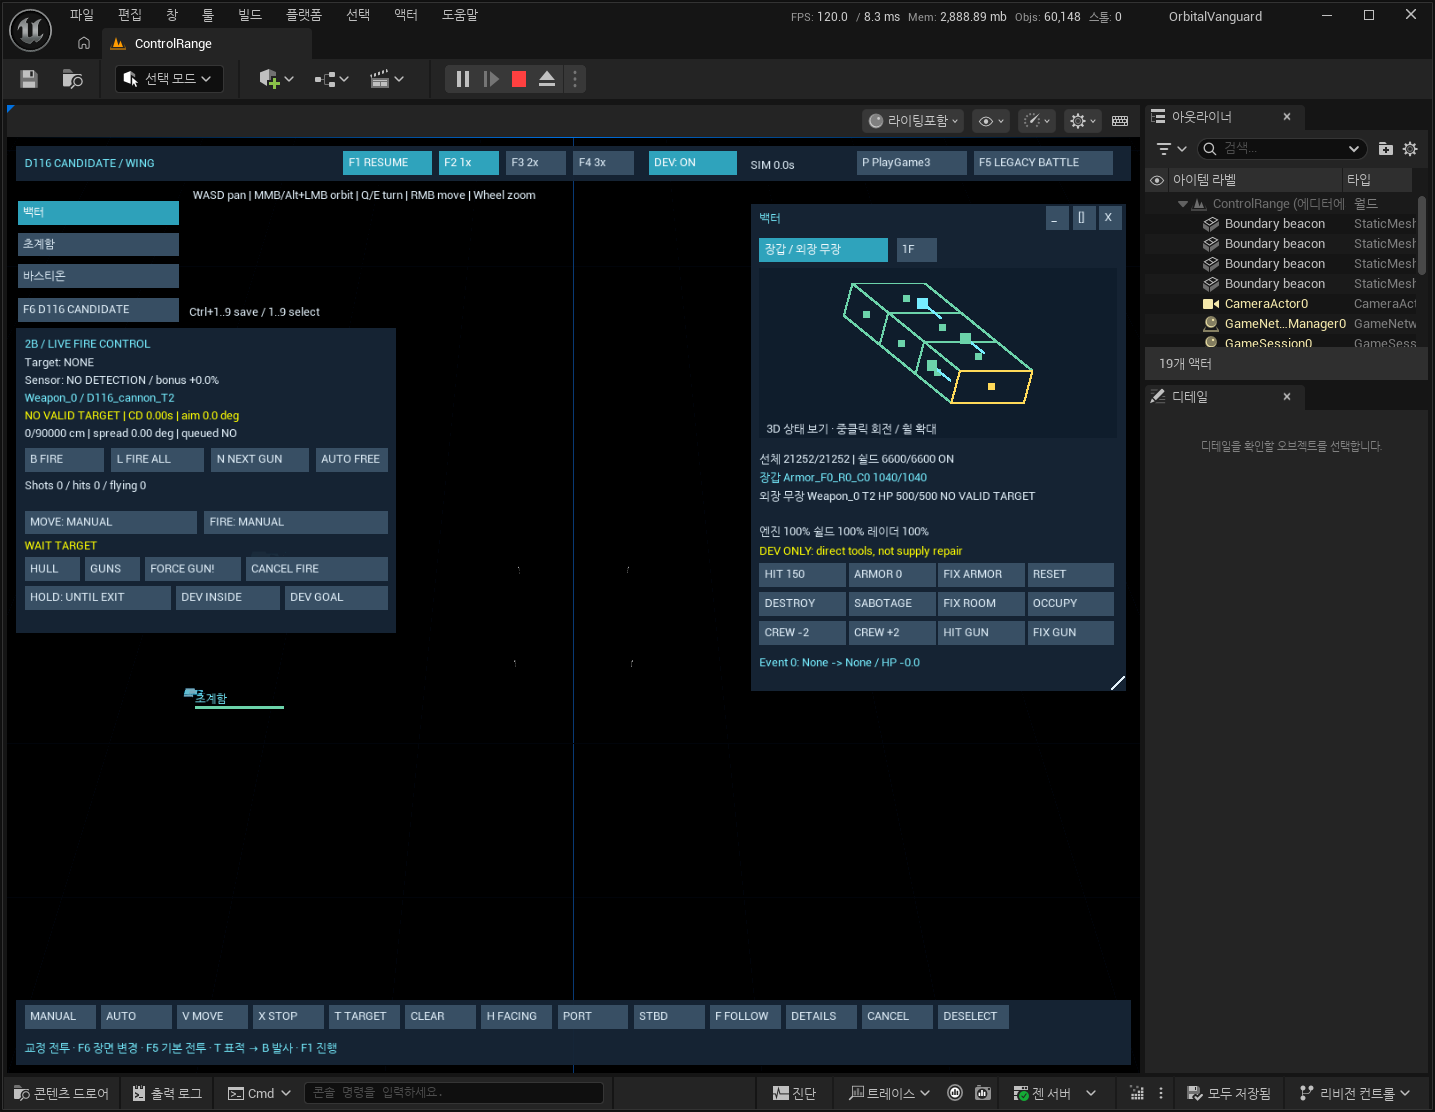 파일 편집 창 툴 빌드 플랫폼 선택 액터 도움말
FPS: 120.0 / 8.3 ms Mem: 2,888.89 mb Objs: 60,148 스톨: 0
OrbitalVanguard
ControlRange
선택 모드
라이팅포함
D116 CANDIDATE / WING
F1 RESUME
F2 1x
F3 2x
F4 3x
DEV: ON
SIM 0.0s
P PlayGame3
F5 LEGACY BATTLE
WASD pan | MMB/Alt+LMB orbit | Q/E turn | RMB move | Wheel zoom
백터
초계함
바스티온
F6 D116 CANDIDATE
Ctrl+1..9 save / 1..9 select
2B / LIVE FIRE CONTROL
Target: NONE
Sensor: NO DETECTION / bonus +0.0%
Weapon_0 / D116_cannon_T2
NO VALID TARGET | CD 0.00s | aim 0.0 deg
0/90000 cm | spread 0.00 deg | queued NO
B FIRE
L FIRE ALL
N NEXT GUN
AUTO FREE
Shots 0 / hits 0 / flying 0
MOVE: MANUAL
FIRE: MANUAL
WAIT TARGET
HULL
GUNS
FORCE GUN!
CANCEL FIRE
HOLD: UNTIL EXIT
DEV INSIDE
DEV GOAL
초계함
백터
_ [] X
장갑 / 외장 무장
1F
3D 상태 보기 · 중클릭 회전 / 휠 확대
선체 21252/21252 | 쉴드 6600/6600 ON
장갑 Armor_F0_R0_C0 1040/1040
외장 무장 Weapon_0 T2 HP 500/500 NO VALID TARGET
엔진 100% 쉴드 100% 레이더 100%
DEV ONLY: direct tools, not supply repair
HIT 150
ARMOR 0
FIX ARMOR
RESET
DESTROY
SABOTAGE
FIX ROOM
OCCUPY
CREW -2
CREW +2
HIT GUN
FIX GUN
Event 0: None -> None / HP -0.0
MANUAL
AUTO
V MOVE
X STOP
T TARGET
CLEAR
H FACING
PORT
STBD
F FOLLOW
DETAILS
CANCEL
DESELECT
교정 전투 · F6 장면 변경 · F5 기본 전투 · T 표적 → B 발사 · F1 진행
아웃라이너
검색...
아이템 라벨 타입
ControlRange (에디터에 월드
Boundary beacon StaticMesh
Boundary beacon StaticMesh
Boundary beacon StaticMesh
Boundary beacon StaticMesh
CameraActor0 CameraAct
GameNet...Manager0 GameNetw
GameSession0 GameSess
19개 액터
디테일
디테일을 확인할 오브젝트를 선택합니다.
콘텐츠 드로어
출력 로그
Cmd
콘솔 명령을 입력하세요.
진단
트레이스
젠 서버
모두 저장됨
리비전 컨트롤